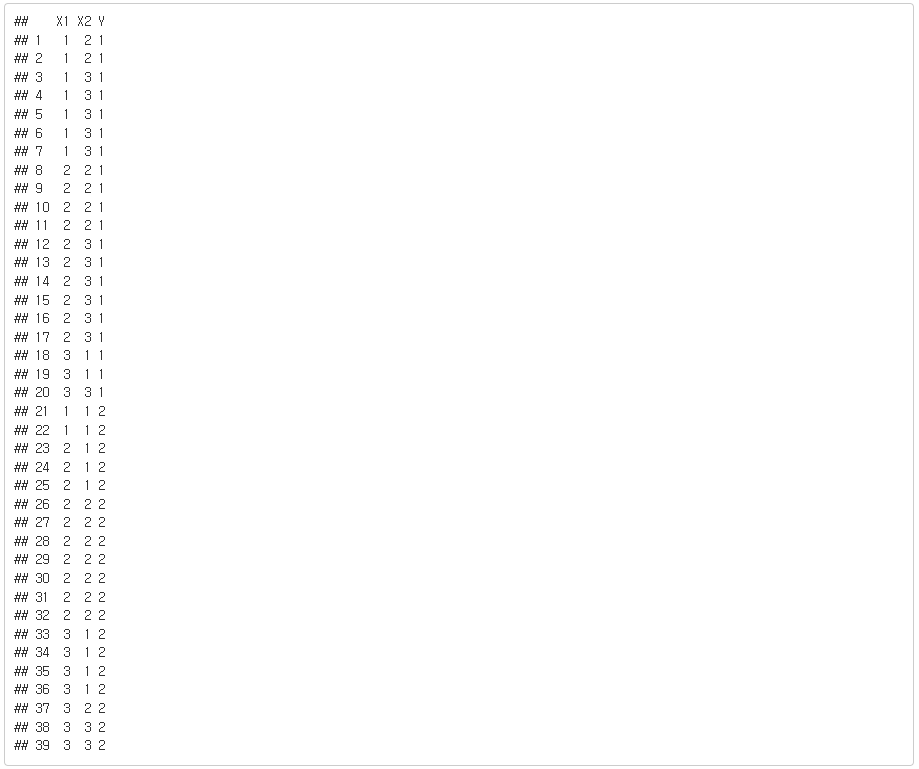 ##    X1 X2 Y
## 1   1  2 1
## 2   1  2 1
## 3   1  3 1
## 4   1  3 1
## 5   1  3 1
## 6   1  3 1
## 7   1  3 1
## 8   2  2 1
## 9   2  2 1
## 10  2  2 1
## 11  2  2 1
## 12  2  3 1
## 13  2  3 1
## 14  2  3 1
## 15  2  3 1
## 16  2  3 1
## 17  2  3 1
## 18  3  1 1
## 19  3  1 1
## 20  3  3 1
## 21  1  1 2
## 22  1  1 2
## 23  2  1 2
## 24  2  1 2
## 25  2  1 2
## 26  2  2 2
## 27  2  2 2
## 28  2  2 2
## 29  2  2 2
## 30  2  2 2
## 31  2  2 2
## 32  2  2 2
## 33  3  1 2
## 34  3  1 2
## 35  3  1 2
## 36  3  1 2
## 37  3  2 2
## 38  3  3 2
## 39  3  3 2